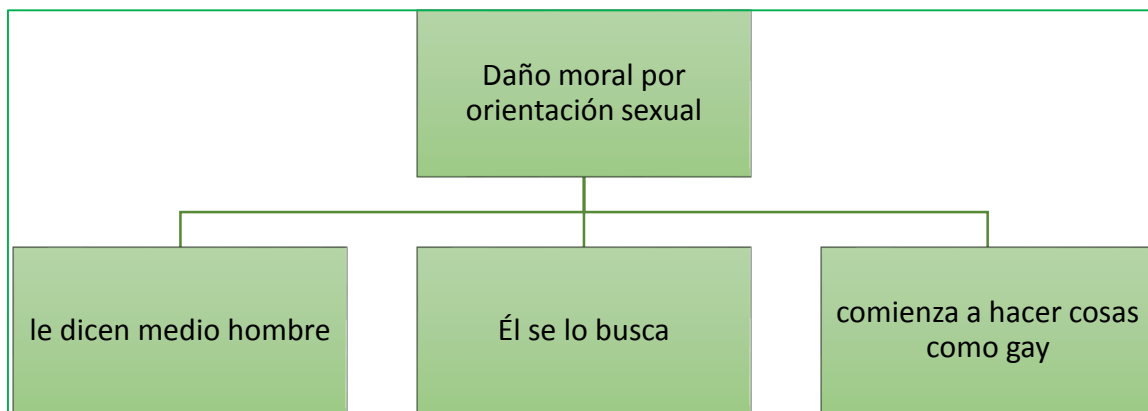 Daño moral por
orientación sexual
le dicen medio hombre
Él se lo busca
comienza a hacer cosas
como gay